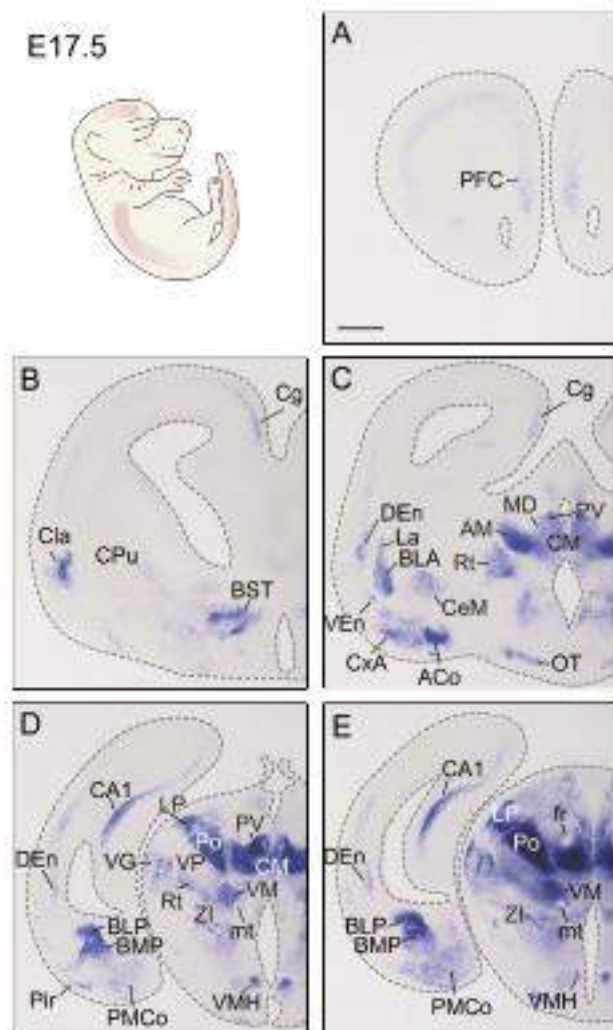 E17.5
A
PFC
B
Cg
Cla
CPu
BST
C
Cg
DEn
La
BLA
AM
MD
PV
CM
Rt
VEn
CeM
CxA
ACo
OT
D
CA1
LP
Po
PV
CM
DEn
VG
VP
Rt
ZI
VM
mt
BLP
BMP
Pir
PMCo
VMH
E
CA1
LP
fr
Po
DEn
VM
ZI
mt
BLP
BMP
PMCo
VMH